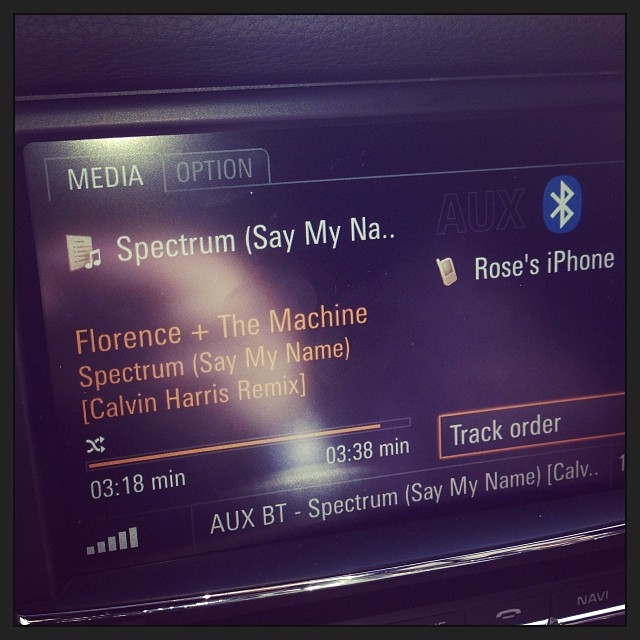 MEDIA
OPTION
AUX
Spectrum (Say My Na..
Rose's iPhone
Florence + The Machine
Spectrum (Say My Name)
[Calvin Harris Remix]
03:18 min
03:38 min
Track order
AUX BT - Spectrum (Say My Name) [Calv..
NAVI